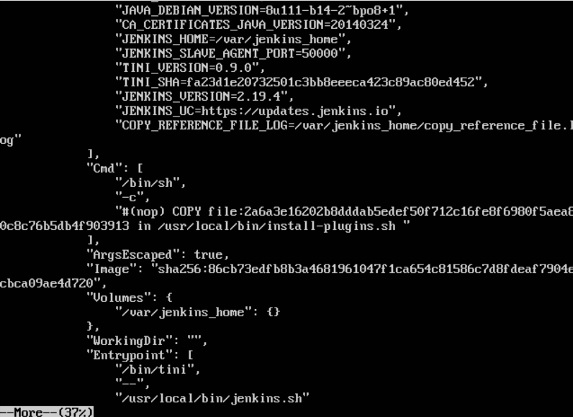 "JAVA_DEBIAN_VERSION=8u111-b14-2~bpo8+1",
"CA_CERTIFICATES_JAVA_VERSION=20140324",
"JENKINS_HOME=/var/jenkins_home",
"JENKINS_SLAVE_AGENT_PORT=50000",
"TINI_VERSION=0.9.0",
"TINI_SHA=fa23d1e20732501c3bb8eeeca423c89ac80ed452",
"JENKINS_VERSION=2.19.4",
"JENKINS_UC=https://updates.jenkins.io",
"COPY_REFERENCE_FILE_LOG=/var/jenkins_home/copy_reference_file.l
og"
],
"Cmd": [
"/bin/sh",
"-c",
"#(nop) COPY file:2a6a3e16202b8dddab5edef50f712c16fe8f6980f5aea8
0c8c76b5db4f903913 in /usr/local/bin/install-plugins.sh "
],
"ArgsEscaped": true,
"Image": "sha256:86cb73edfb8b3a4681961047f1ca654c81586c7d8fdeaf7904e
cbca09ae4d720",
"Volumes": {
"/var/jenkins_home": {}
},
"WorkingDir": "",
"Entrypoint": [
"/bin/tini",
"--",
"/usr/local/bin/jenkins.sh"
--More--(37%)